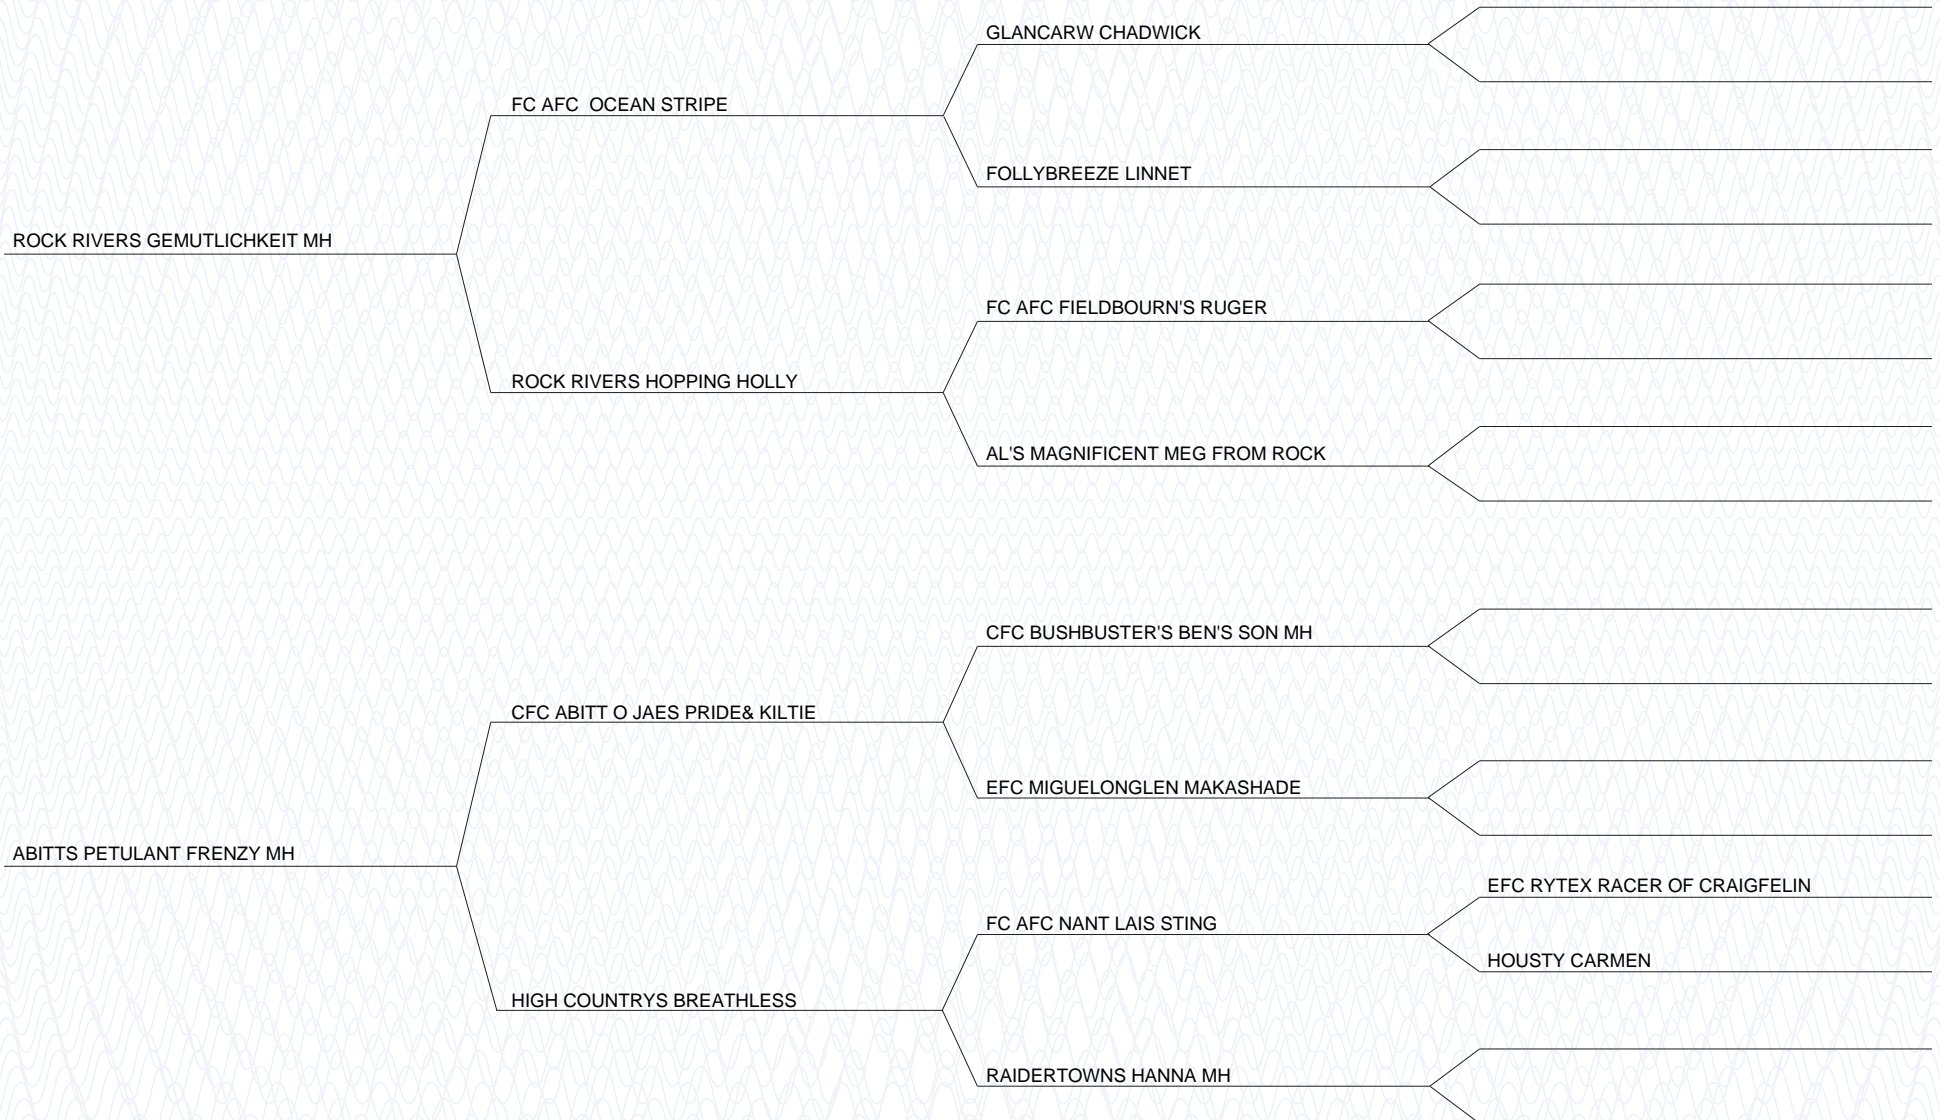 GLANCARW CHADWICK
FC AFC  OCEAN STRIPE
FOLLYBREEZE LINNET
ROCK RIVERS GEMUTLICHKEIT MH
FC AFC FIELDBOURN'S RUGER
ROCK RIVERS HOPPING HOLLY
AL'S MAGNIFICENT MEG FROM ROCK
CFC BUSHBUSTER'S BEN'S SON MH
CFC ABITT O JAES PRIDE& KILTIE
EFC MIGUELONGLEN MAKASHADE
ABITTS PETULANT FRENZY MH
EFC RYTEX RACER OF CRAIGFELIN
FC AFC NANT LAIS STING
HOUSTY CARMEN
HIGH COUNTRYS BREATHLESS
RAIDERTOWNS HANNA MH